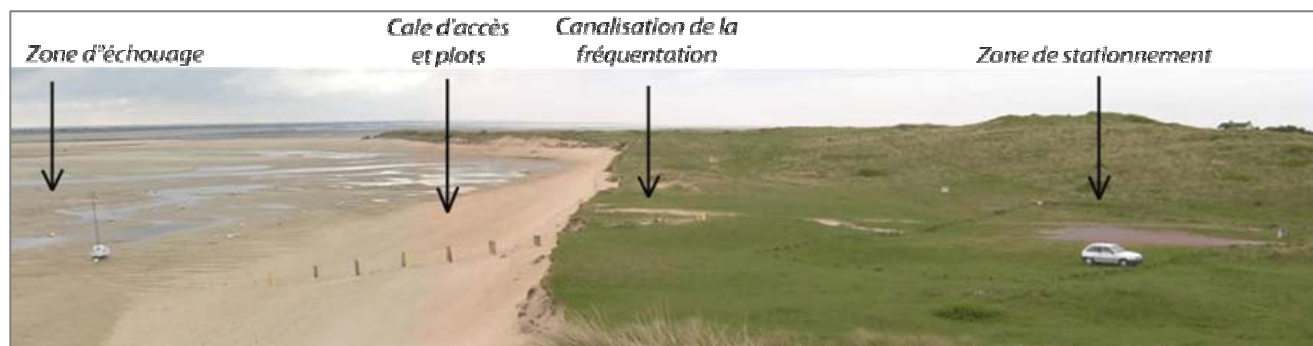 Zone d''échouage
Cale d'accès
et plots
Canalisation de la
fréquentation
Zone de stationnement